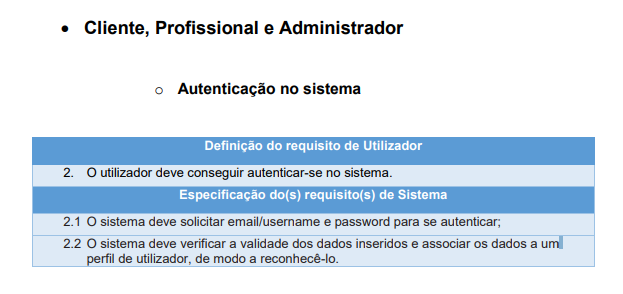 • Cliente, Profissional e Administrador
o Autenticação no sistema
Definição do requisito de Utilizador
2. O utilizador deve conseguir autenticar-se no sistema.
Especificação do(s) requisito(s) de Sistema
2.1 O sistema deve solicitar email/username e password para se autenticar;
2.2 O sistema deve verificar a validade dos dados inseridos e associar os dados a um
perfil de utilizador, de modo a reconhecê-lo.